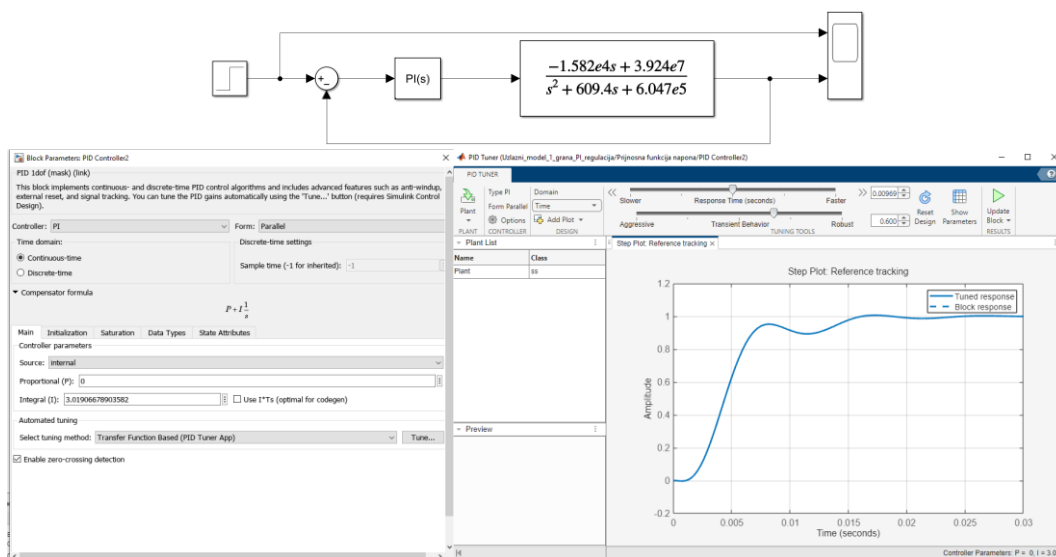 PI(s)
-1.582e4s + 3.924e7
s² + 609.4s + 6.047e5
Block Parameters: PID Controller2
PID 1dof (mask) (link)
This block implements continuous- and discrete-time PID control algorithms and includes advanced features such as anti-windup,
external reset, and signal tracking. You can tune the PID gains automatically using the 'Tune...' button (requires Simulink Control
Design).
Controller: PI
Form: Parallel
Time domain:
Continuous-time
Discrete-time
Discrete-time settings
Sample time (-1 for inherited): -1
Compensator formula
P + I 1/s
Main Initialization Saturation Data Types State Attributes
Controller parameters
Source: internal
Proportional (P): 0
Integral (I): 3.01906678903582
Use I*Ts (optimal for codegen)
Automated tuning
Select tuning method: Transfer Function Based (PID Tuner App)
Tune...
Enable zero-crossing detection
PID Tuner (Uzlazni_model_1_grana_PI_regulacija/Prijnosna funkcija napona/PID Controller2)
PID TUNER
Plant
PLANT
Type PI
Form Parallel
Options
CONTROLLER
Domain
Time
Add Plot
DESIGN
Slower Response Time (seconds) Faster
0.00969
Aggressive Transient Behavior Robust
0.600
TUNING TOOLS
Reset
Design
Show
Parameters
Update
Block
RESULTS
Plant List
Name Class
Plant ss
Preview
Step Plot: Reference tracking
Step Plot: Reference tracking
Tuned response
Block response
Amplitude
1.2
1
0.8
0.6
0.4
0.2
0
-0.2
0 0.005 0.01 0.015 0.02 0.025 0.03
Time (seconds)
Controller Parameters: P = 0, I = 3.0